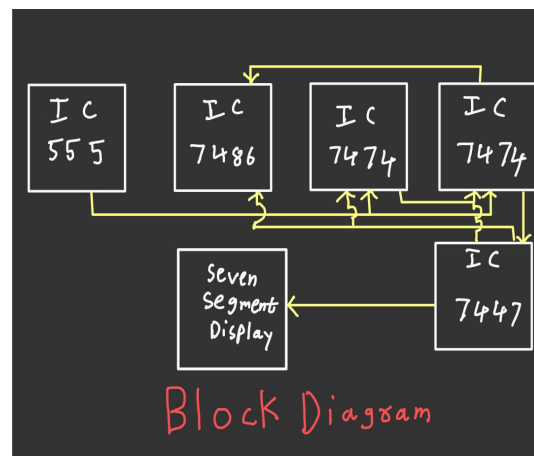 IC
555
IC
7486
IC
7474
IC
7474
IC
7447
Seven
Segment
Display
Block Diagram